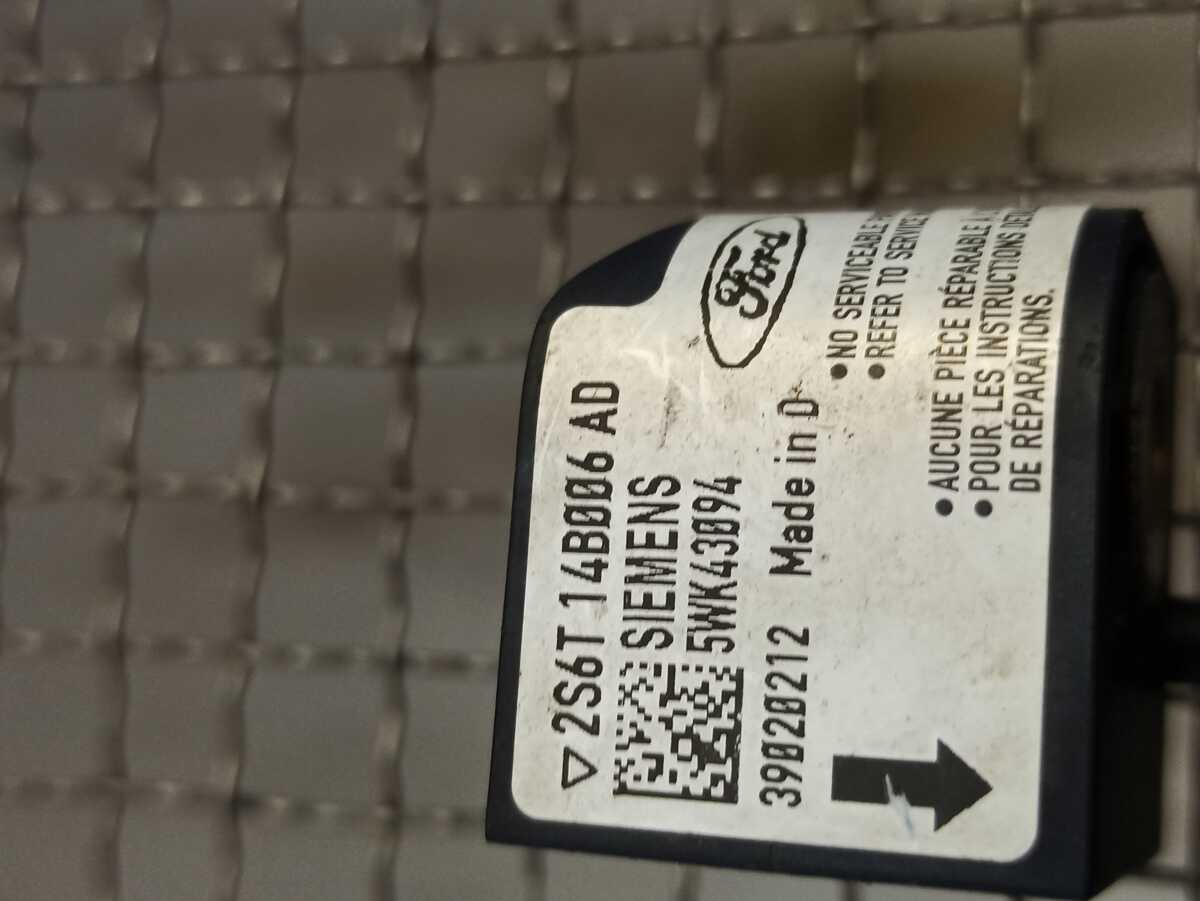 ▽2S6T 14B006 AD
SIEMENS
5WK43094
39020212 Made in D
Ford
•NO SERVICEABLE
•REFER TO SERVICE
•AUCUNE PIÈCE RÉPARABLE À
•POUR LES INSTRUCTIONS
DE RÉPARATIONS.